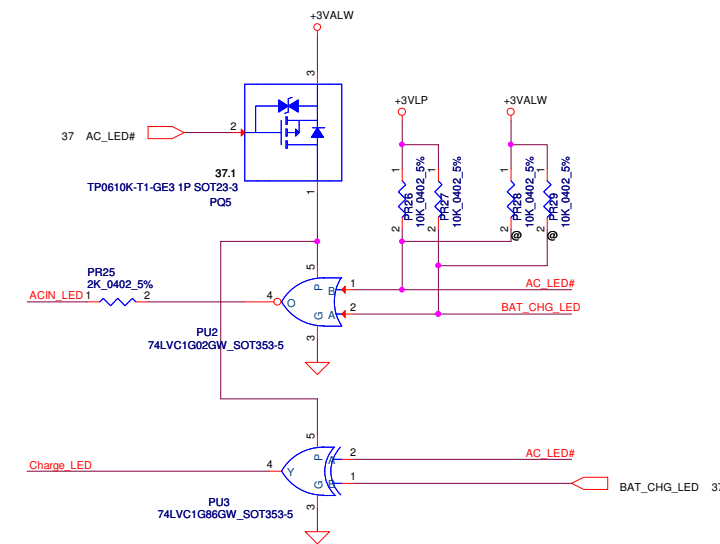 +3VALW
3
+3VLP
+3VALW
37 AC_LED#
2
37.1
TP0610K-T1-GE3 1P SOT23-3
PQ5
1
1
1
1
1
PR26
10K_0402_5%
PR27
10K_0402_5%
PR28
10K_0402_5%
PR29
10K_0402_5%
2
2
2
2
@
@
PR25
2K_0402_5%
ACIN_LED
1
2
4
O
5
P
B
1
AC_LED#
G
A
2
BAT_CHG_LED
3
PU2
74LVC1G02GW_SOT353-5
5
P
A
2
AC_LED#
Charge_LED
4
Y
G
B
1
BAT_CHG_LED 37
3
PU3
74LVC1G86GW_SOT353-5